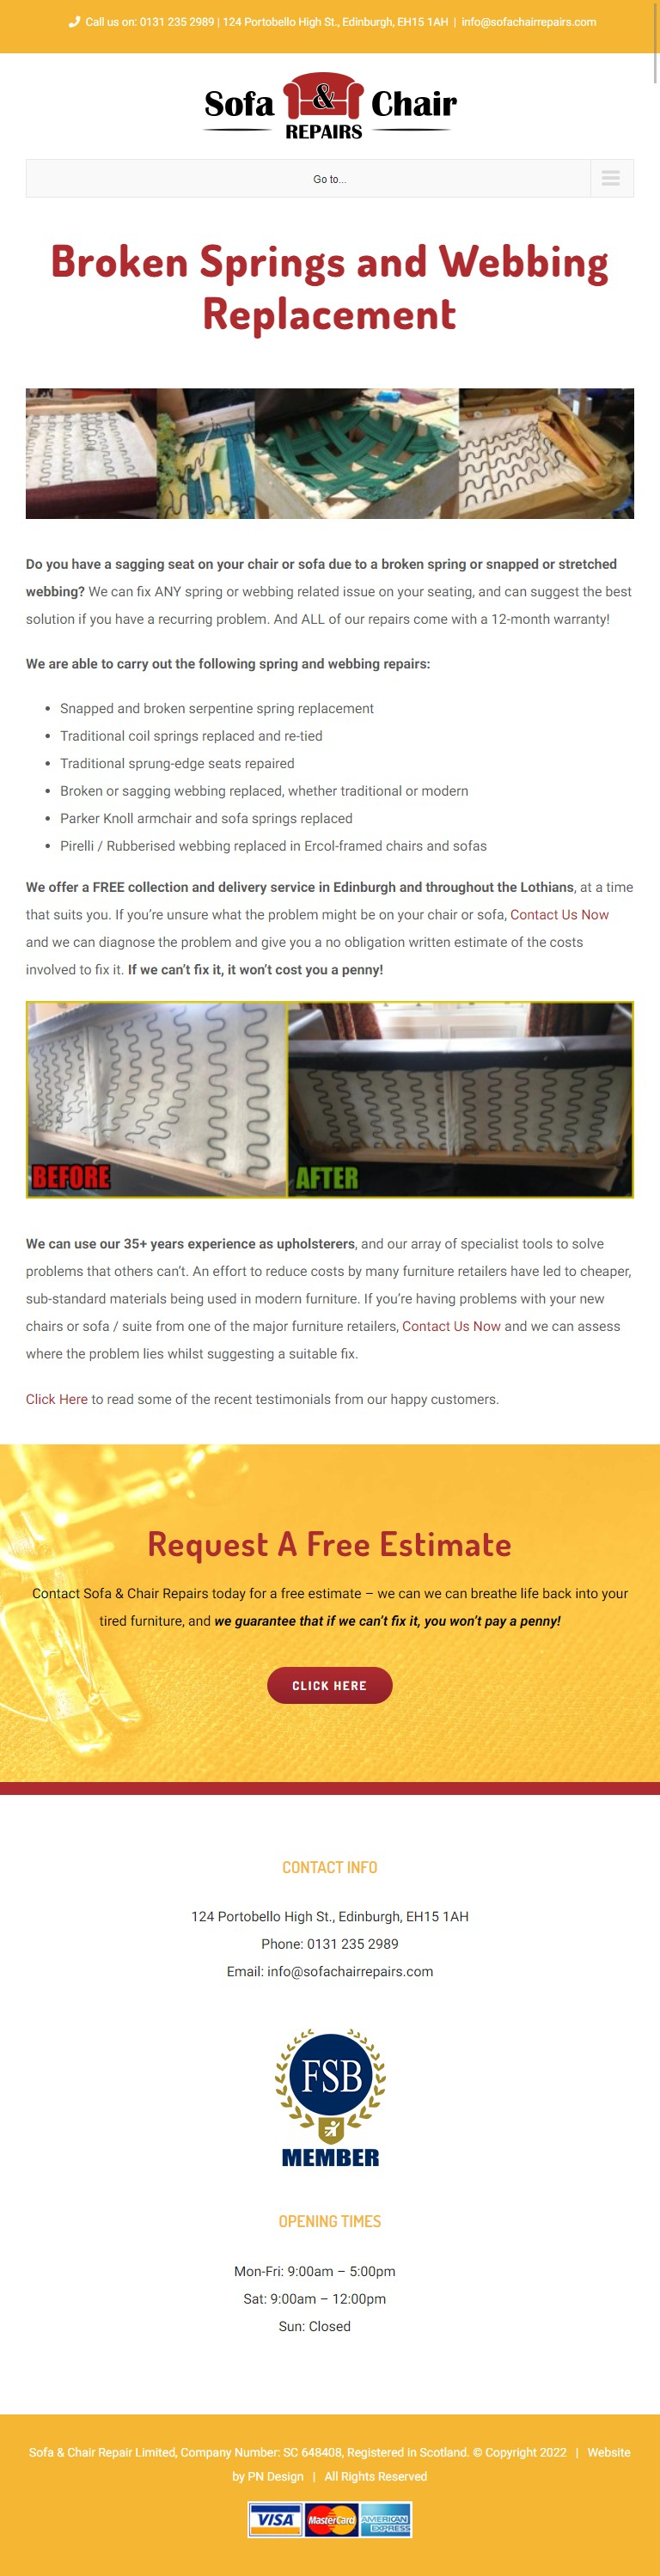 Call us on: 0131 235 2989 | 124 Portobello High St., Edinburgh, EH15 1AH | info@sofachairrepairs.com
Sofa & Chair
REPAIRS
Go to...
Broken Springs and Webbing
Replacement
Do you have a sagging seat on your chair or sofa due to a broken spring or snapped or stretched
webbing? We can fix ANY spring or webbing related issue on your seating, and can suggest the best
solution if you have a recurring problem. And ALL of our repairs come with a 12-month warranty!
We are able to carry out the following spring and webbing repairs:
• Snapped and broken serpentine spring replacement
• Traditional coil springs replaced and re-tied
• Traditional sprung-edge seats repaired
• Broken or sagging webbing replaced, whether traditional or modern
• Parker Knoll armchair and sofa springs replaced
• Pirelli / Rubberised webbing replaced in Ercol-framed chairs and sofas
We offer a FREE collection and delivery service in Edinburgh and throughout the Lothians, at a time
that suits you. If you’re unsure what the problem might be on your chair or sofa, Contact Us Now
and we can diagnose the problem and give you a no obligation written estimate of the costs
involved to fix it. If we can’t fix it, it won’t cost you a penny!
BEFORE
AFTER
We can use our 35+ years experience as upholsterers, and our array of specialist tools to solve
problems that others can’t. An effort to reduce costs by many furniture retailers have led to cheaper,
sub-standard materials being used in modern furniture. If you’re having problems with your new
chairs or sofa / suite from one of the major furniture retailers, Contact Us Now and we can assess
where the problem lies whilst suggesting a suitable fix.
Click Here to read some of the recent testimonials from our happy customers.
Request A Free Estimate
Contact Sofa & Chair Repairs today for a free estimate – we can we can breathe life back into your
tired furniture, and we guarantee that if we can’t fix it, you won’t pay a penny!
CLICK HERE
CONTACT INFO
124 Portobello High St., Edinburgh, EH15 1AH
Phone: 0131 235 2989
Email: info@sofachairrepairs.com
FSB
MEMBER
OPENING TIMES
Mon-Fri: 9:00am – 5:00pm
Sat: 9:00am – 12:00pm
Sun: Closed
Sofa & Chair Repair Limited, Company Number: SC 648408, Registered in Scotland. © Copyright 2022 | Website
by PN Design | All Rights Reserved
VISA MasterCard AMERICAN EXPRESS